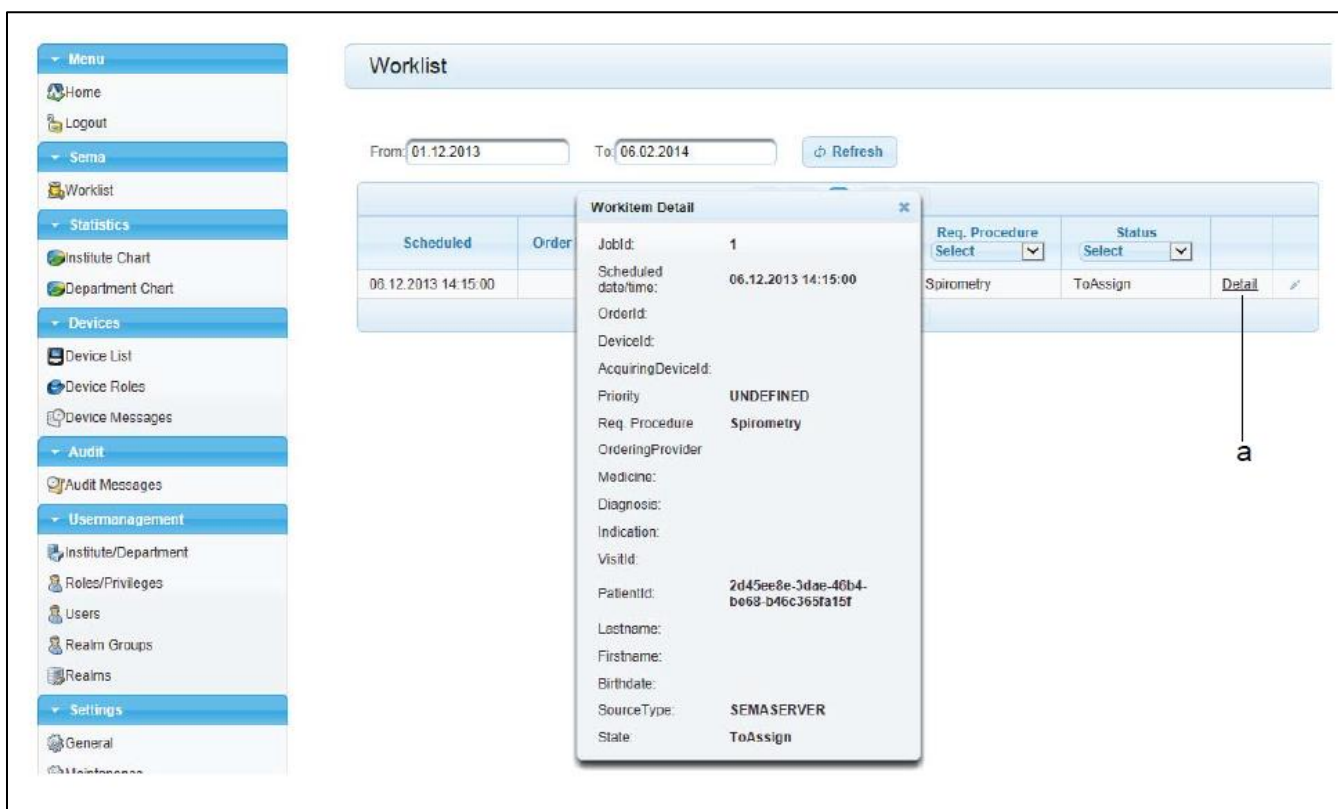 Menu
Home
Logout
Sema
Worklist
Statistics
Institute Chart
Department Chart
Devices
Device List
Device Roles
Device Messages
Audit
Audit Messages
Usermanagement
Institute/Department
Roles/Privileges
Users
Realm Groups
Realms
Settings
General
Worklist
From: 01.12.2013 To: 06.02.2014 Refresh
Scheduled Order Req. Procedure Status
Select Select
06.12.2013 14:15:00 Spirometry ToAssign Detail
a
Workitem Detail
JobId: 1
Scheduled
date/time: 06.12.2013 14:15:00
OrderId:
DeviceId:
AcquiringDeviceId:
Priority UNDEFINED
Req. Procedure Spirometry
OrderingProvider
Medicine:
Diagnosis:
Indication:
VisitId:
PatientId: 2d45ee8e-3dae-46b4-
be68-b46c365fa15f
Lastname:
Firstname:
Birthdate:
SourceType: SEMASERVER
State: ToAssign